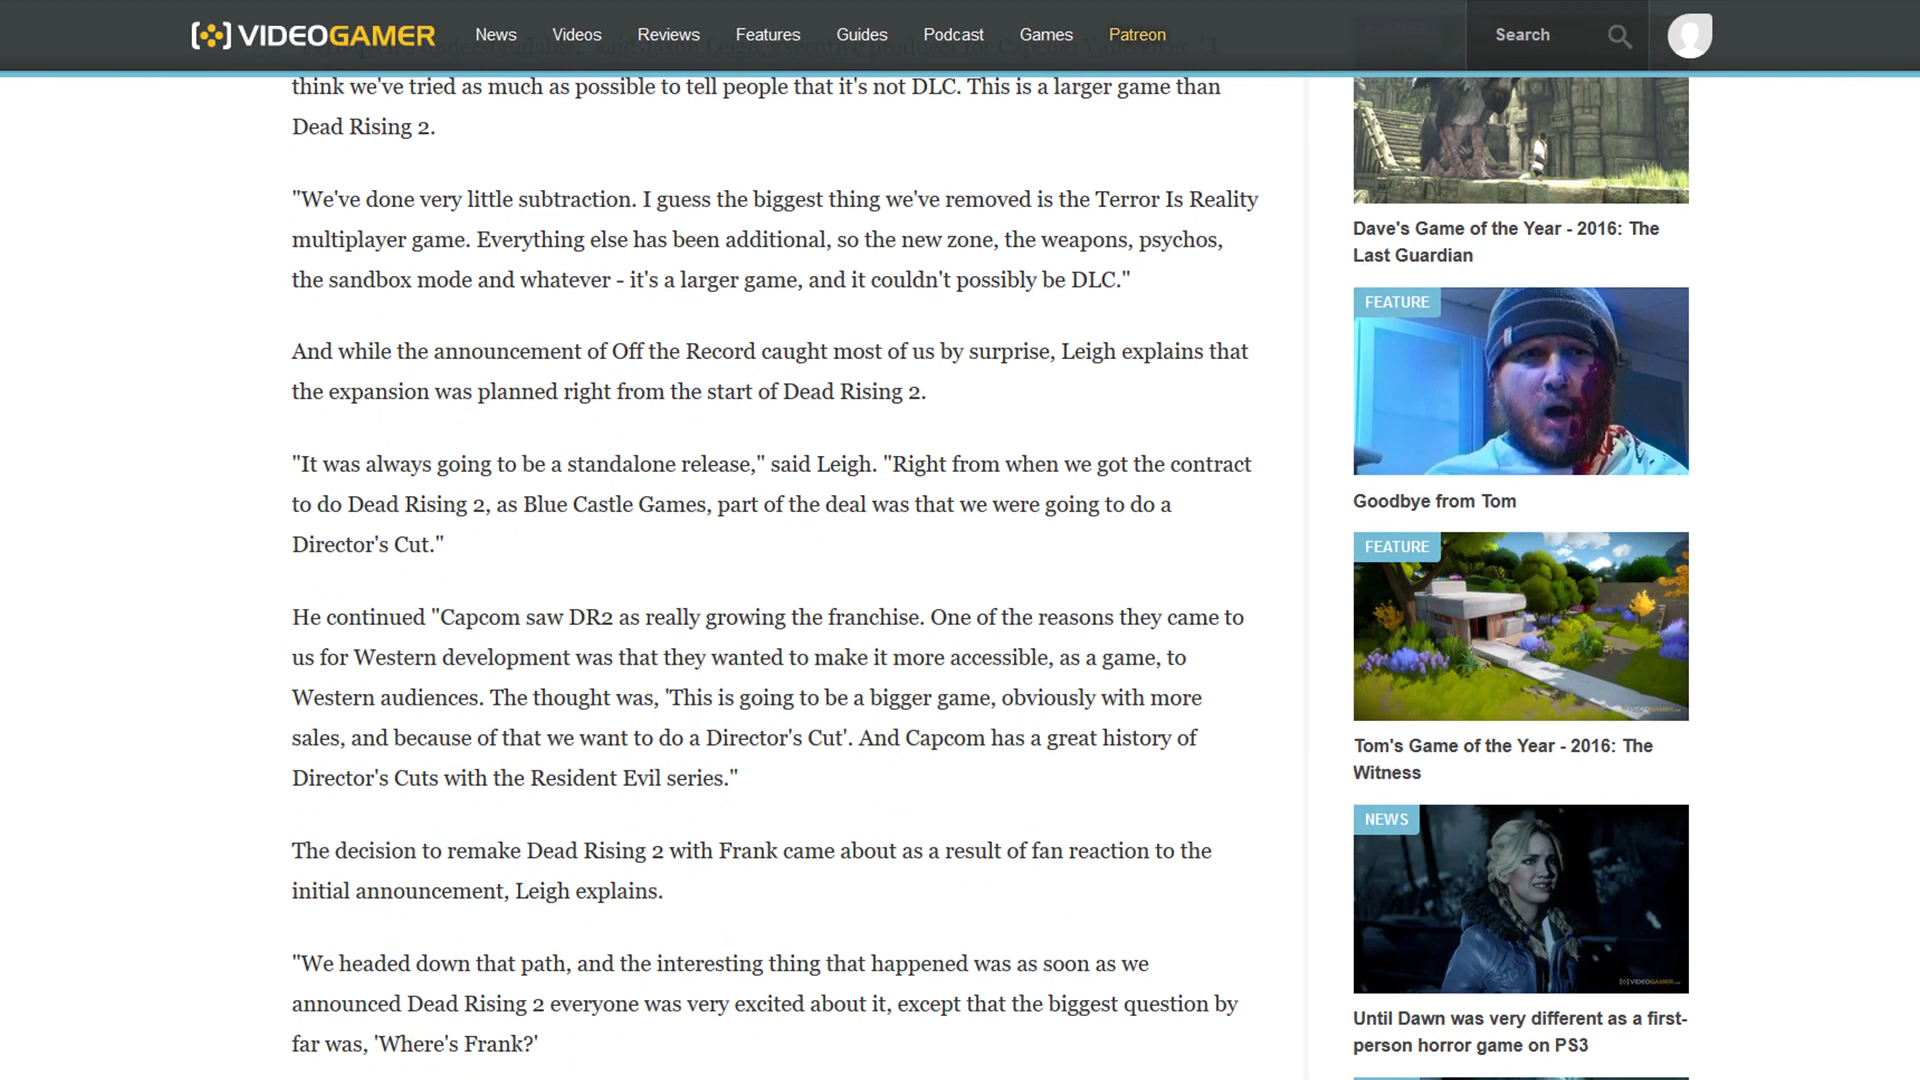 VIDEOGAMER
News Videos Reviews Features Guides Podcast Games Patreon
Search
think we've tried as much as possible to tell people that it's not DLC. This is a larger game than
Dead Rising 2.
"We've done very little subtraction. I guess the biggest thing we've removed is the Terror Is Reality
multiplayer game. Everything else has been additional, so the new zone, the weapons, psychos,
the sandbox mode and whatever - it's a larger game, and it couldn't possibly be DLC."
And while the announcement of Off the Record caught most of us by surprise, Leigh explains that
the expansion was planned right from the start of Dead Rising 2.
"It was always going to be a standalone release," said Leigh. "Right from when we got the contract
to do Dead Rising 2, as Blue Castle Games, part of the deal was that we were going to do a
Director's Cut."
He continued "Capcom saw DR2 as really growing the franchise. One of the reasons they came to
us for Western development was that they wanted to make it more accessible, as a game, to
Western audiences. The thought was, 'This is going to be a bigger game, obviously with more
sales, and because of that we want to do a Director's Cut'. And Capcom has a great history of
Director's Cuts with the Resident Evil series."
The decision to remake Dead Rising 2 with Frank came about as a result of fan reaction to the
initial announcement, Leigh explains.
"We headed down that path, and the interesting thing that happened was as soon as we
announced Dead Rising 2 everyone was very excited about it, except that the biggest question by
far was, 'Where's Frank?'
Dave's Game of the Year - 2016: The
Last Guardian
FEATURE
Goodbye from Tom
FEATURE
VIDEOGAMER
Tom's Game of the Year - 2016: The
Witness
NEWS
VIDEOGAMER
Until Dawn was very different as a first-
person horror game on PS3